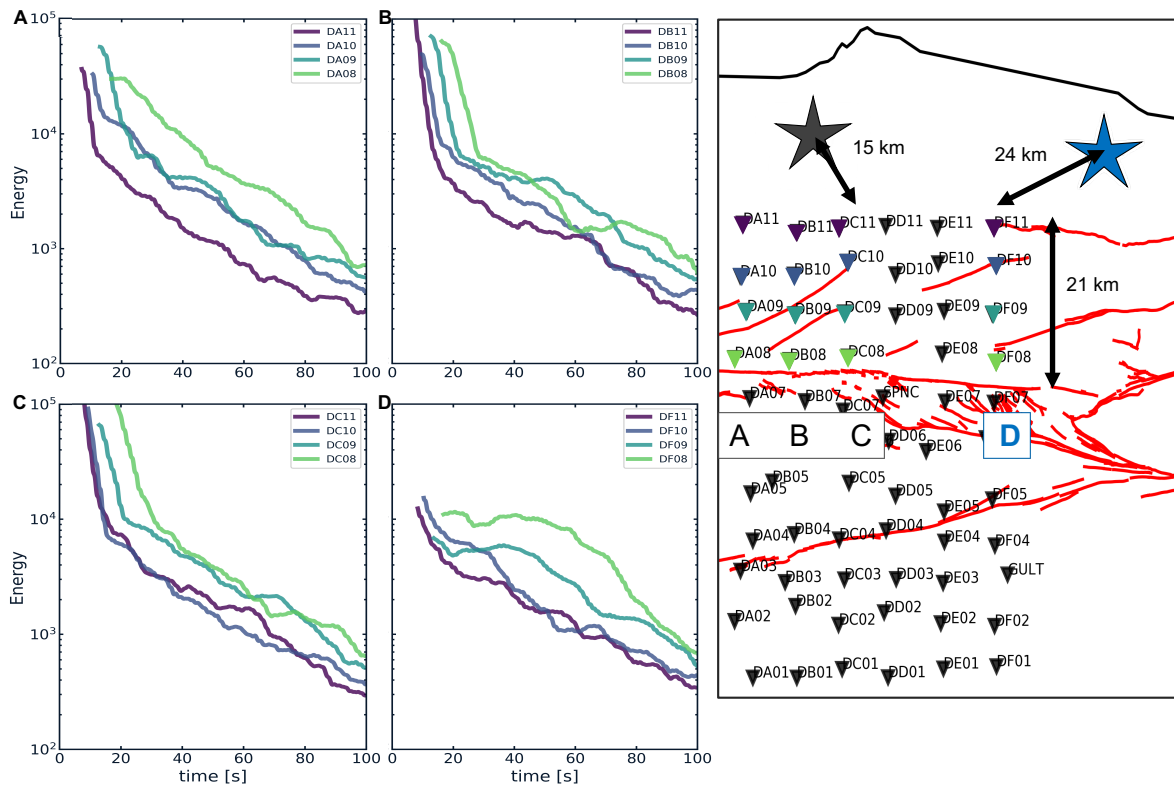 A
Energy
10^5
10^4
10^3
10^2
DA11
DA10
DA09
DA08
0 20 40 60 80 100
B
DB11
DB10
DB09
DB08
0 20 40 60 80 100
C
Energy
10^5
10^4
10^3
10^2
DC11
DC10
DC09
DC08
0 20 40 60 80 100
time [s]
D
DF11
DF10
DF09
DF08
0 20 40 60 80 100
time [s]
15 km
24 km
DA11 DB11 DC11 DD11 DE11 DF11
DA10 DB10 DC10 DD10 DE10 DF10
21 km
DA09 DB09 DC09 DD09 DE09 DF09
DA08 DB08 DC08 DE08 DF08
DA07 DB07 DC07 SPNC DE07 DF07
A B C DD06 DE06 D
DA05 DB05 DC05 DD05 DE05 DF05
DA04 DB04 DC04 DD04 DE04 DF04
DA03 DB03 DC03 DD03 DE03 GULT
DA02 DB02 DC02 DD02 DE02 DF02
DA01 DB01 DC01 DD01 DE01 DF01